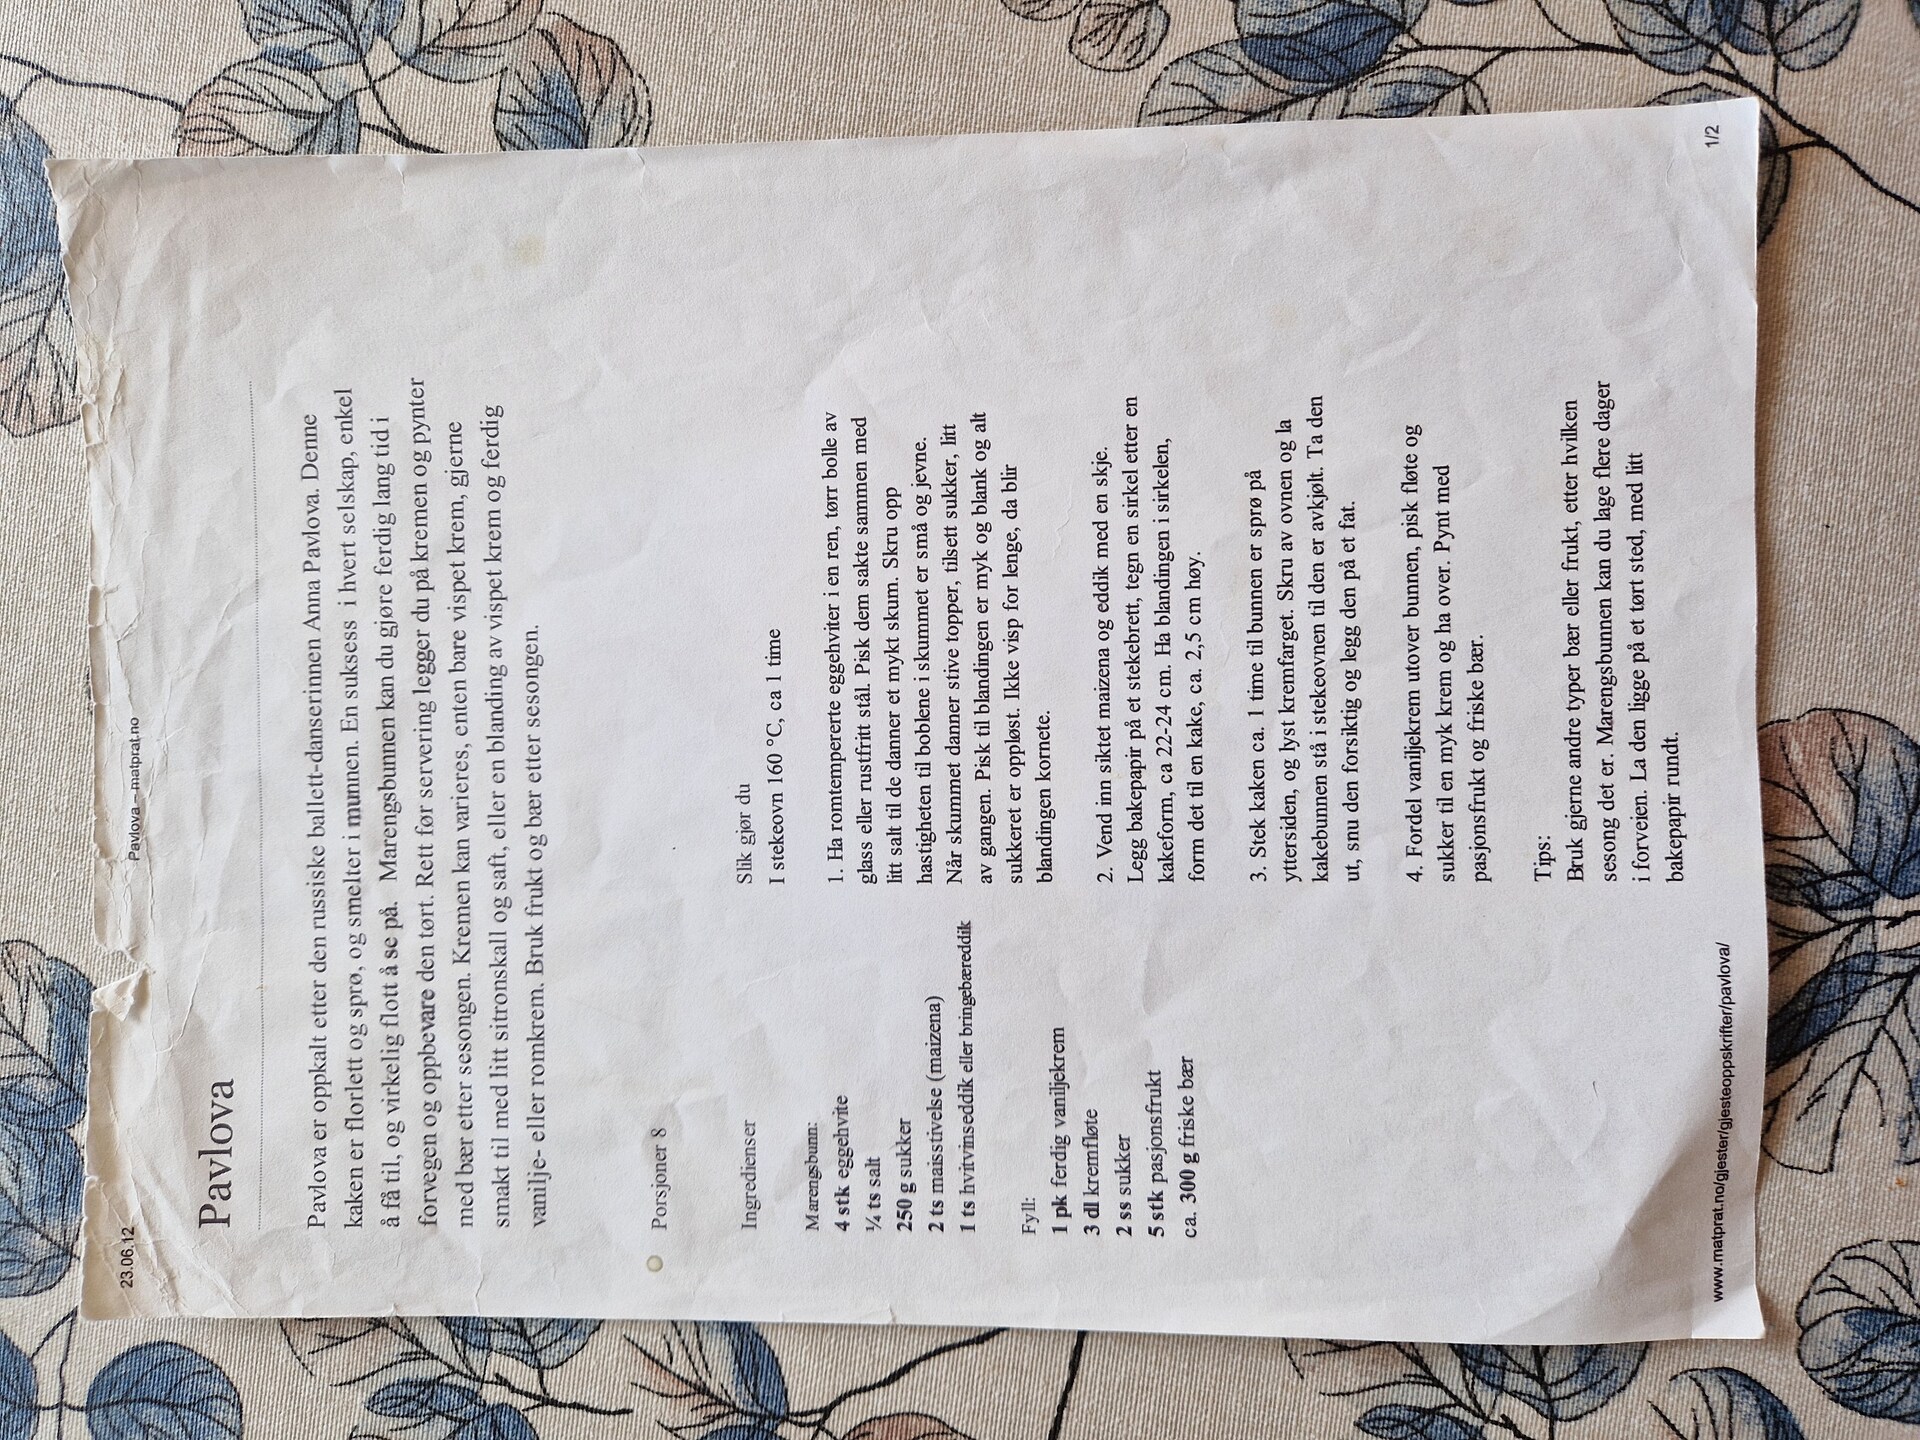 23.06.12
Pavlova – matprat.no
Pavlova
Pavlova er oppkalt etter den russiske ballett-danserinnen Anna Pavlova. Denne
kaken er florlett og sprø, og smelter i munnen. En suksess i hvert selskap, enkel
å få til, og virkelig flott å se på. Marengsbunnen kan du gjøre ferdig lang tid i
forvegen og oppbevare den tørt. Rett før servering legger du på kremen og pynter
med bær etter sesongen. Kremen kan varieres, enten bare vispet krem, gjerne
smakt til med litt sitronskall og saft, eller en blanding av vispet krem og ferdig
vanilje- eller romkrem. Bruk frukt og bær etter sesongen.
Porsjoner 8
Ingredienser
Marengsbunn:
4 stk eggehvite
¼ ts salt
250 g sukker
2 ts maisstivelse (maizena)
1 ts hvitvinseddik eller bringebæreddik
Fyll:
1 pk ferdig vaniljekrem
3 dl kremfløte
2 ss sukker
5 stk pasjonsfrukt
ca. 300 g friske bær
Slik gjør du
I stekeovn 160 °C, ca 1 time
1. Ha romtempererte eggehviter i en ren, tørr bolle av
glass eller rustfritt stål. Pisk dem sakte sammen med
litt salt til de danner et mykt skum. Skru opp
hastigheten til boblene i skummet er små og jevne.
Når skummet danner stive topper, tilsett sukker, litt
av gangen. Pisk til blandingen er myk og blank og alt
sukkeret er oppløst. Ikke visp for lenge, da blir
blandingen kornete.
2. Vend inn siktet maizena og eddik med en skje.
Legg bakepapir på et stekebrett, tegn en sirkel etter en
kakeform, ca 22-24 cm. Ha blandingen i sirkelen,
form det til en kake, ca. 2,5 cm høy.
3. Stek kaken ca. 1 time til bunnen er sprø på
yttersiden, og lyst kremfarget. Skru av ovnen og la
kakebunnen stå i stekeovnen til den er avkjølt. Ta den
ut, snu den forsiktig og legg den på et fat.
4. Fordel vaniljekrem utover bunnen, pisk fløte og
sukker til en myk krem og ha over. Pynt med
pasjonsfrukt og friske bær.
Tips:
Bruk gjerne andre typer bær eller frukt, etter hvilken
sesong det er. Marengsbunnen kan du lage flere dager
i forveien. La den ligge på et tørt sted, med litt
bakepapir rundt.
www.matprat.no/gjester/gjesteoppskrifter/pavlova/
1/2